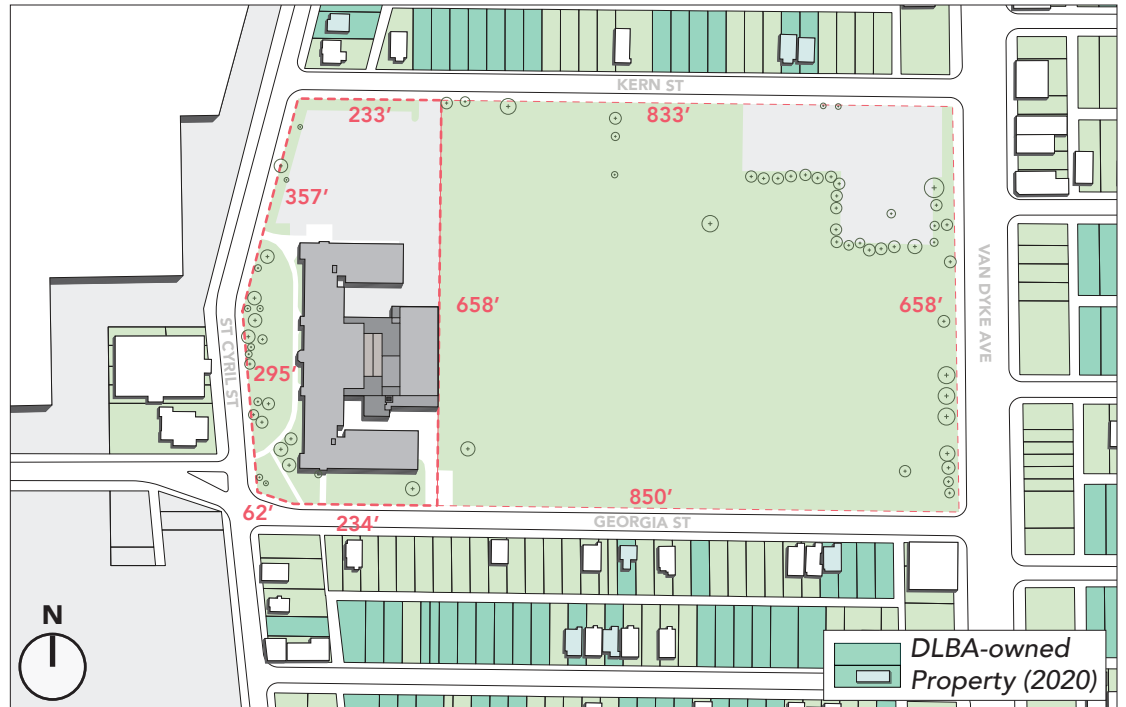 KERN ST
233’
833’
357’
VAN DYKE AVE
658’
658’
ST CYRIL ST
295’
850’
62’
234’
GEORGIA ST
N
DLBA-owned
Property (2020)